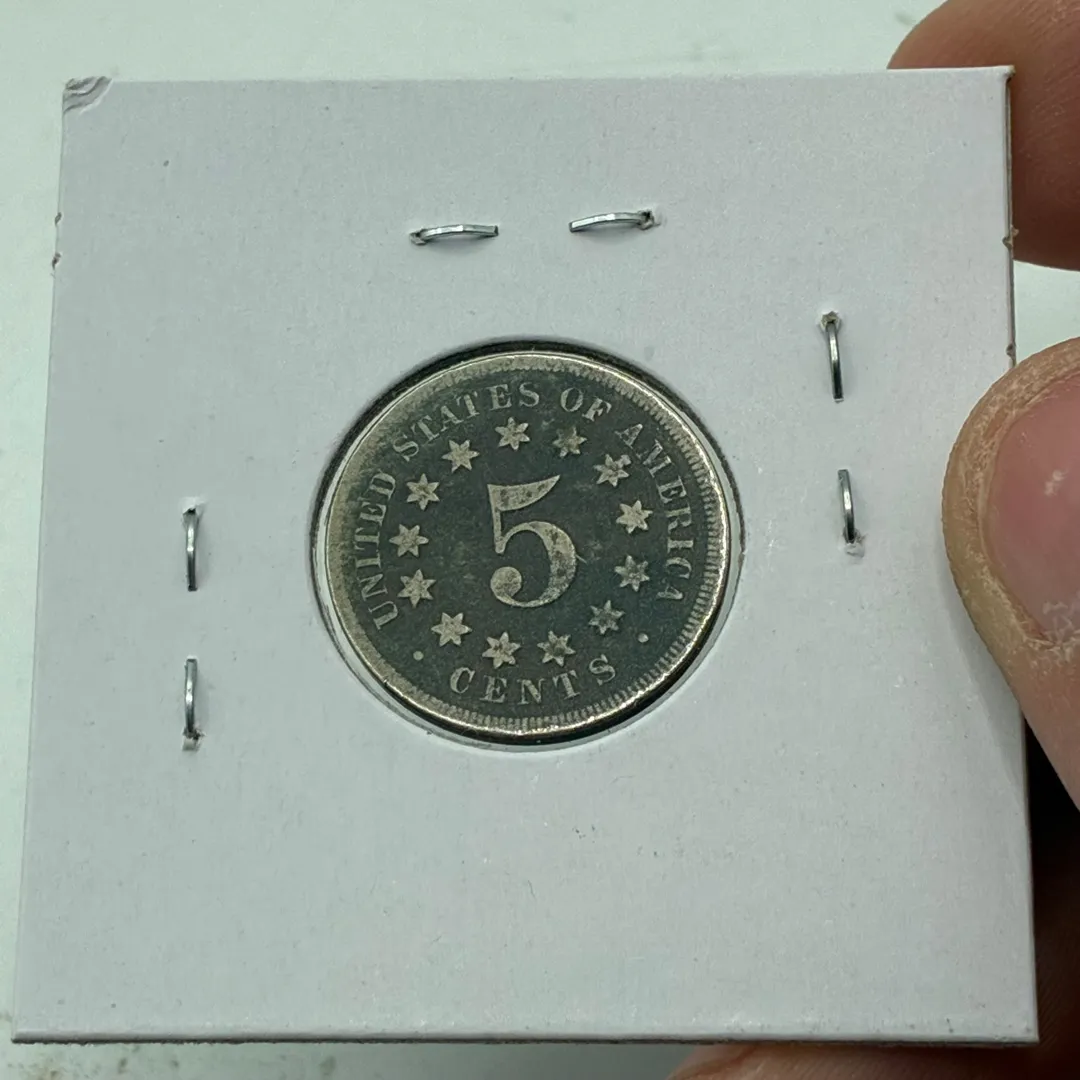 UNITED STATES OF AMERICA
5
CENTS